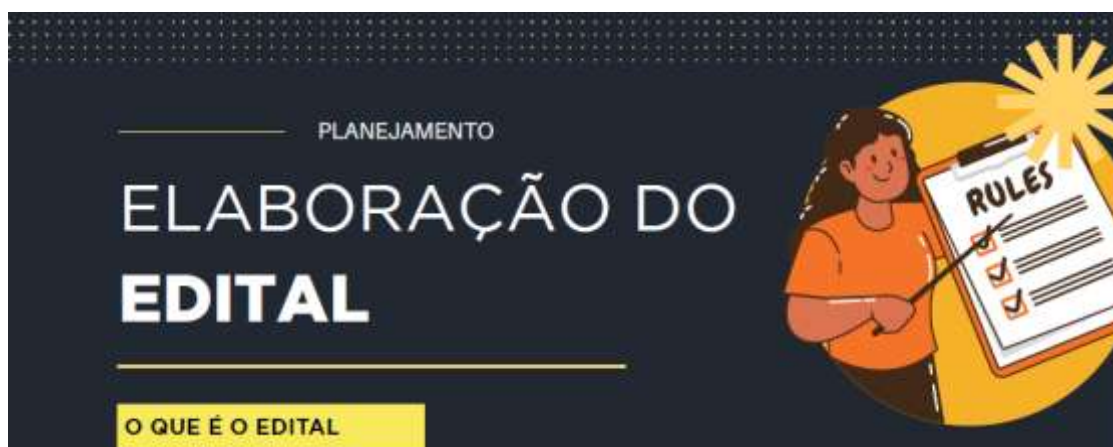 PLANEJAMENTO
ELABORAÇÃO DO
EDITAL
RULES
O QUE É O EDITAL